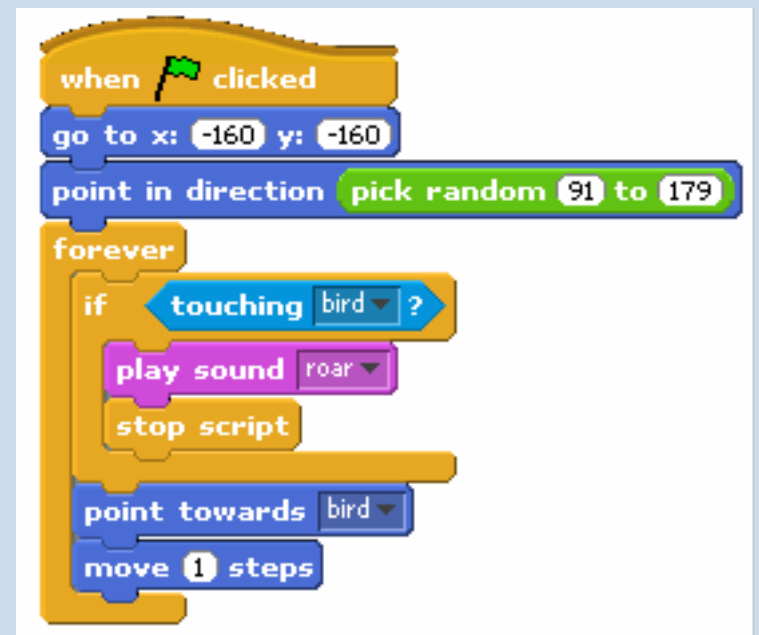 when clicked
go to x: -160 y: -160
point in direction pick random 91 to 179
forever
if touching bird ?
play sound roar
stop script
point towards bird
move 1 steps